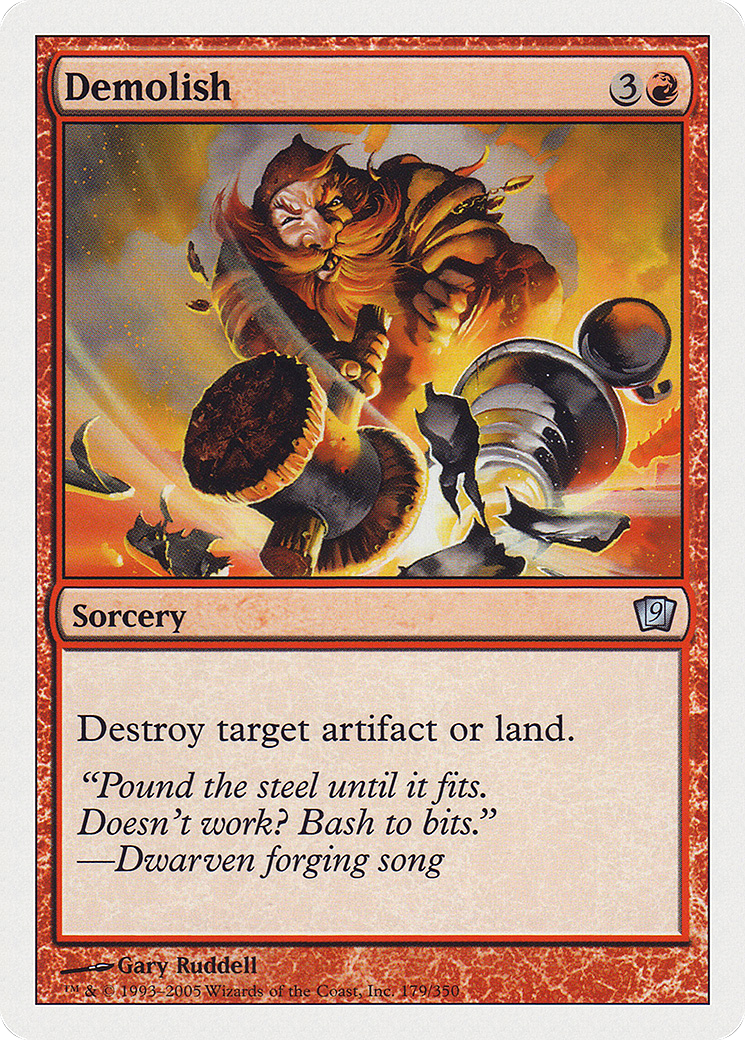 Demolish 3
Sorcery 9
Destroy target artifact or land.
“Pound the steel until it fits.
Doesn’t work? Bash to bits.”
—Dwarven forging song
Gary Ruddell
™ & © 1993–2005 Wizards of the Coast, Inc. 179/350